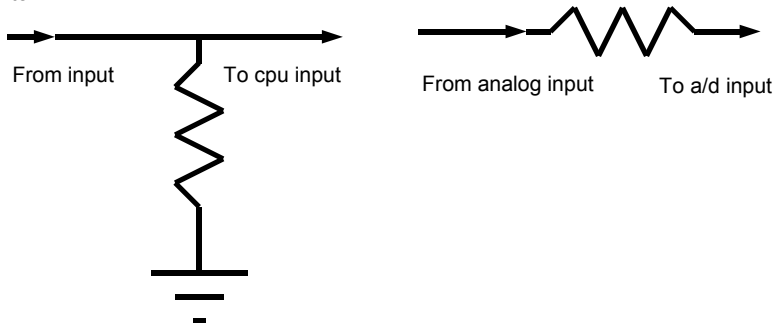 From input
To cpu input
From analog input
To a/d input